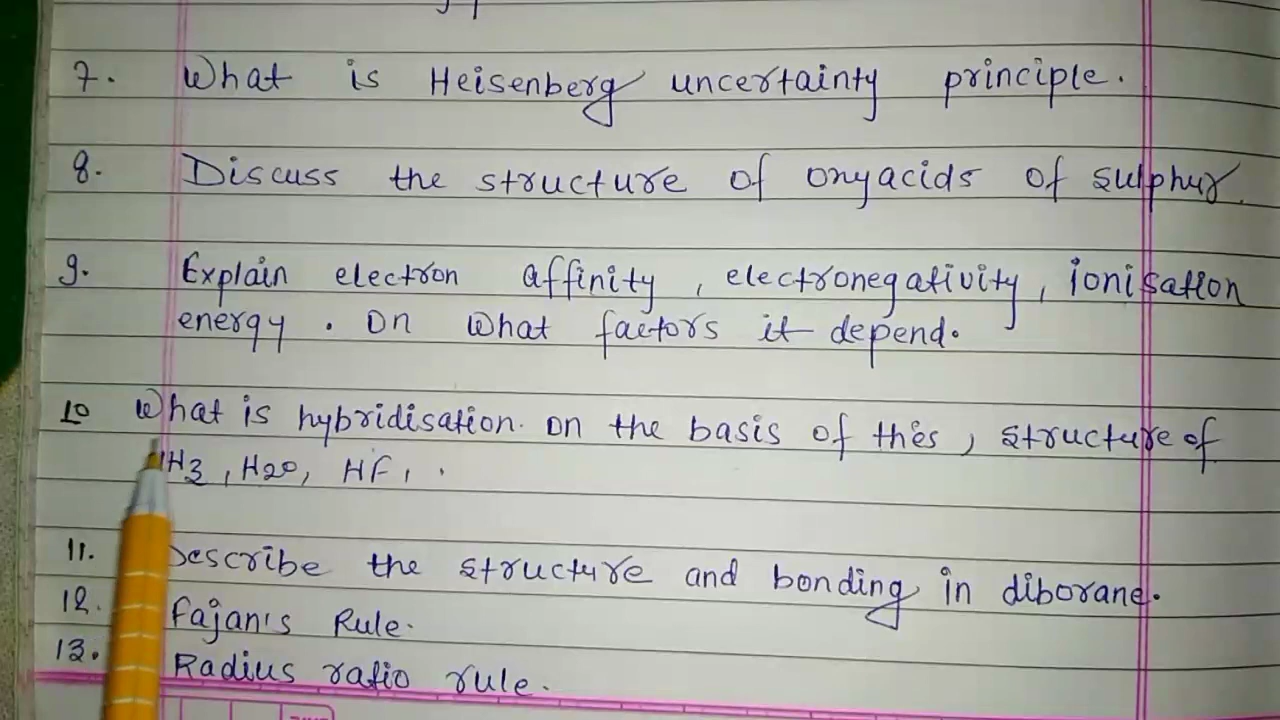 7. What is Heisenberg uncertainty principle.
8. Discuss the structure of oxyacids of sulphur.
9. Explain electron affinity, electronegativity, ionisation
energy. On what factors it depend.
10 What is hybridisation. On the basis of this, structure of
H3, H2O, HF, .
11. Describe the structure and bonding in diborane.
12. Fajan's Rule.
13. Radius ratio rule.